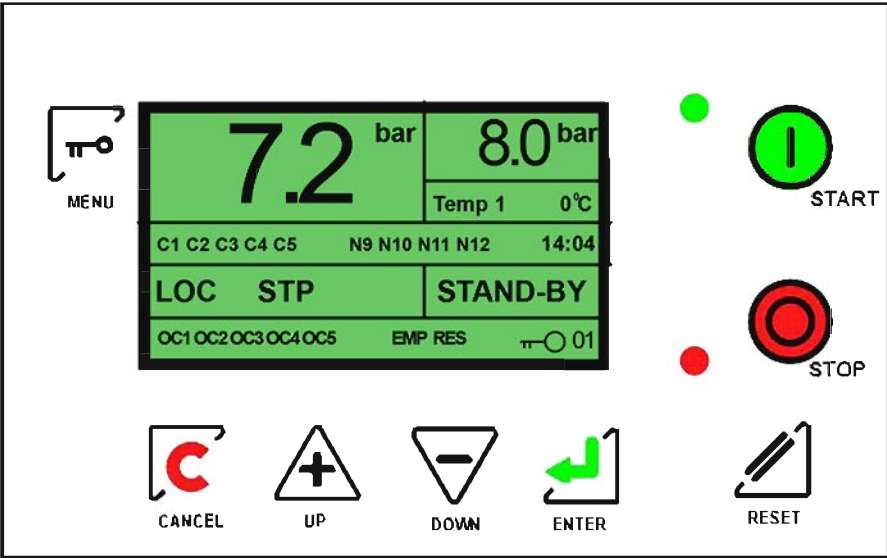 7.2 bar
8.0 bar
Temp 1 0°C
C1 C2 C3 C4 C5 N9 N10 N11 N12 14:04
LOC STP STAND-BY
OC1 OC2 OC3 OC4 OC5 EMP RES 01
MENU
START
STOP
CANCEL UP DOWN ENTER RESET